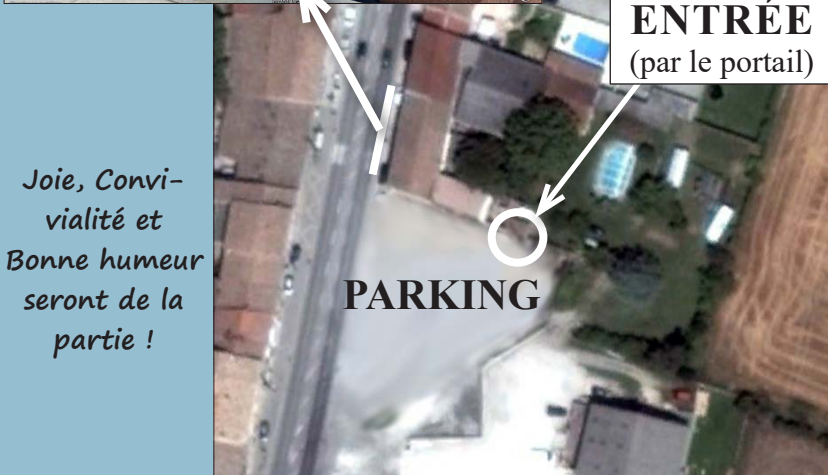 ENTRÉE
(par le portail)
Joie, Convi-
vialité et
Bonne humeur
seront de la
partie !
PARKING